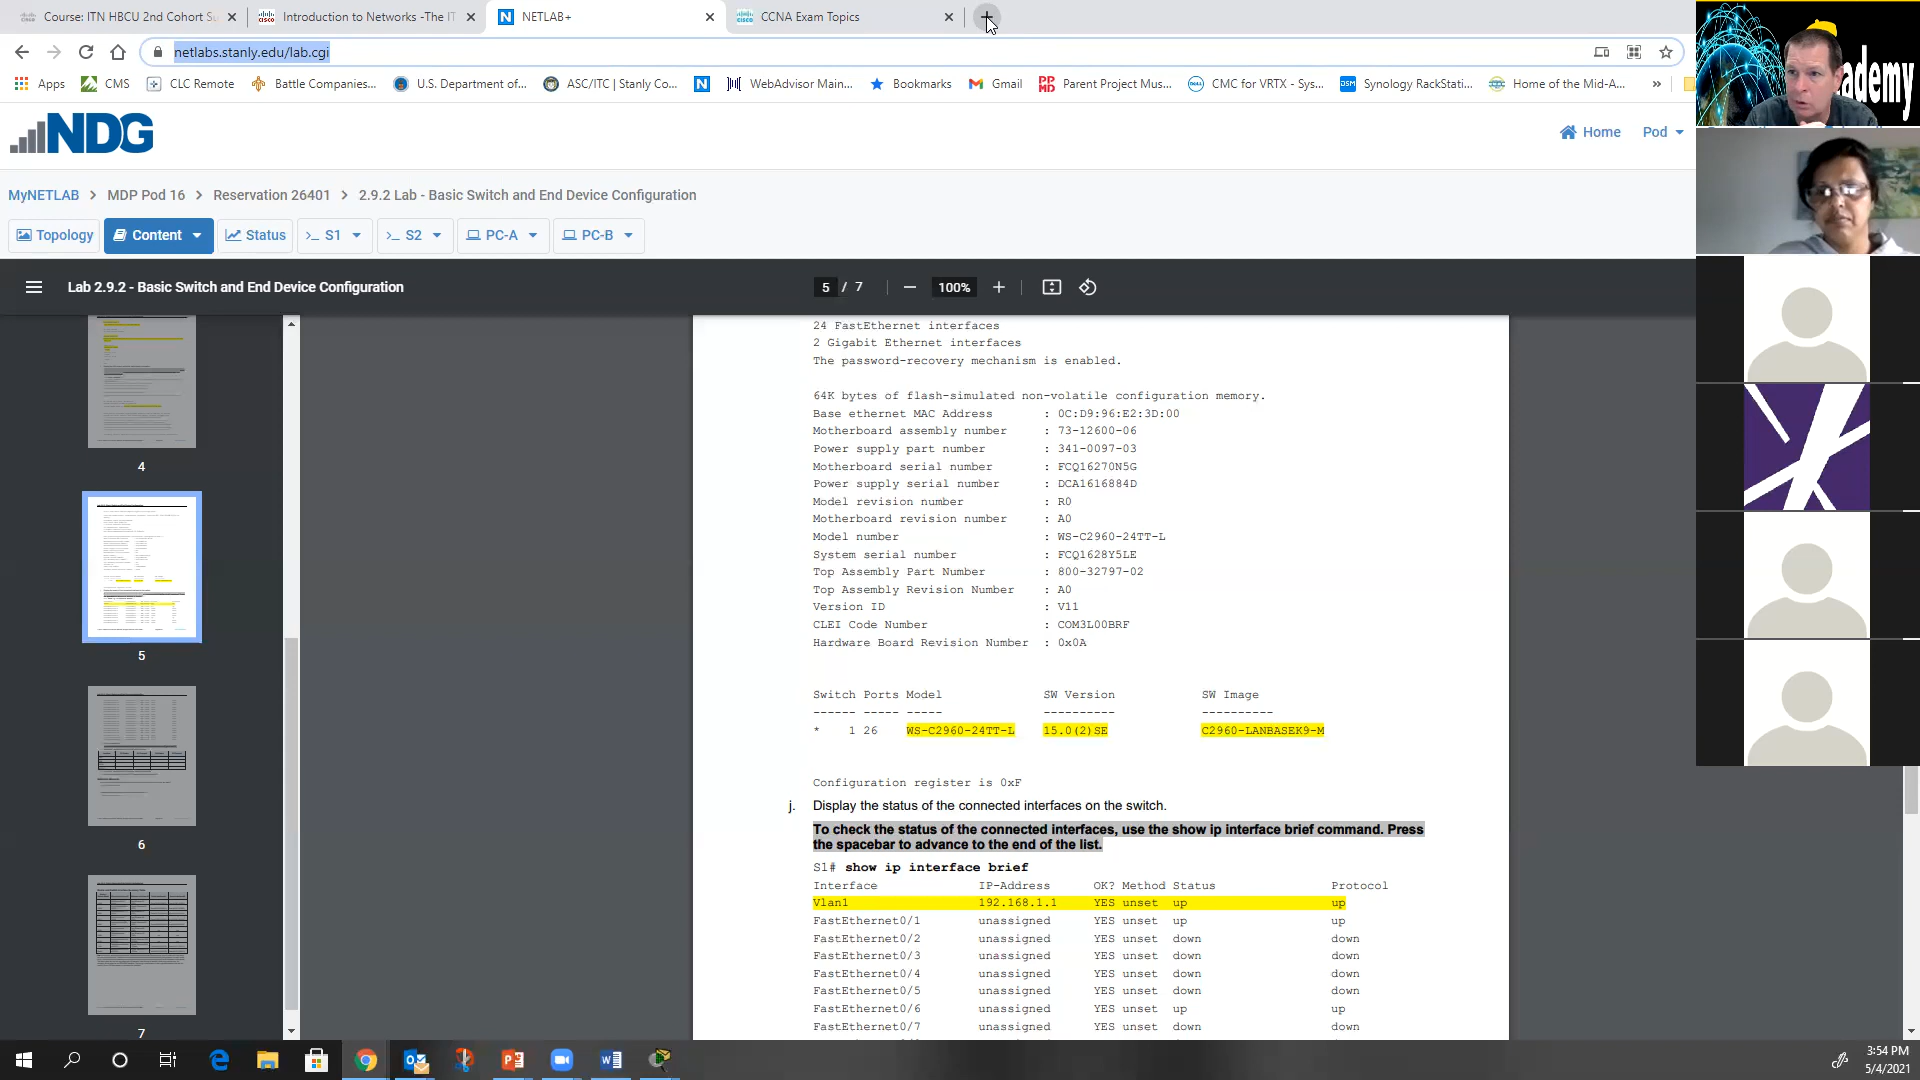 Course: ITN HBCU 2nd Cohort Su
Introduction to Networks -The IT
NETLAB+
CCNA Exam Topics
netlabs.stanly.edu/lab.cgi
Apps
CMS
CLC Remote
Battle Companies...
U.S. Department of...
ASC/ITC | Stanly Co...
WebAdvisor Main...
Bookmarks
Gmail
Parent Project Mus...
CMC for VRTX - Sys...
Synology RackStati...
Home of the Mid-A...
»
NDG
Home
Pod
MyNETLAB > MDP Pod 16 > Reservation 26401 > 2.9.2 Lab - Basic Switch and End Device Configuration
Topology
Content
Status
S1
S2
PC-A
PC-B
Lab 2.9.2 - Basic Switch and End Device Configuration
5 / 7
100%
4
5
6
7
24 FastEthernet interfaces
2 Gigabit Ethernet interfaces
The password-recovery mechanism is enabled.
64K bytes of flash-simulated non-volatile configuration memory.
Base ethernet MAC Address : 0C:D9:96:E2:3D:00
Motherboard assembly number : 73-12600-06
Power supply part number : 341-0097-03
Motherboard serial number : FCQ16270N5G
Power supply serial number : DCA1616884D
Model revision number : R0
Motherboard revision number : A0
Model number : WS-C2960-24TT-L
System serial number : FCQ1628Y5LE
Top Assembly Part Number : 800-32797-02
Top Assembly Revision Number : A0
Version ID : V11
CLEI Code Number : COM3L00BRF
Hardware Board Revision Number : 0x0A
Switch Ports Model SW Version SW Image
------ ----- ----- ---------- ----------
* 1 26 WS-C2960-24TT-L 15.0(2)SE C2960-LANBASEK9-M
Configuration register is 0xF
j. Display the status of the connected interfaces on the switch.
To check the status of the connected interfaces, use the show ip interface brief command. Press
the spacebar to advance to the end of the list.
S1# show ip interface brief
Interface IP-Address OK? Method Status Protocol
Vlan1 192.168.1.1 YES unset up up
FastEthernet0/1 unassigned YES unset up up
FastEthernet0/2 unassigned YES unset down down
FastEthernet0/3 unassigned YES unset down down
FastEthernet0/4 unassigned YES unset down down
FastEthernet0/5 unassigned YES unset down down
FastEthernet0/6 unassigned YES unset up up
FastEthernet0/7 unassigned YES unset down down
ademy
3:54 PM
5/4/2021